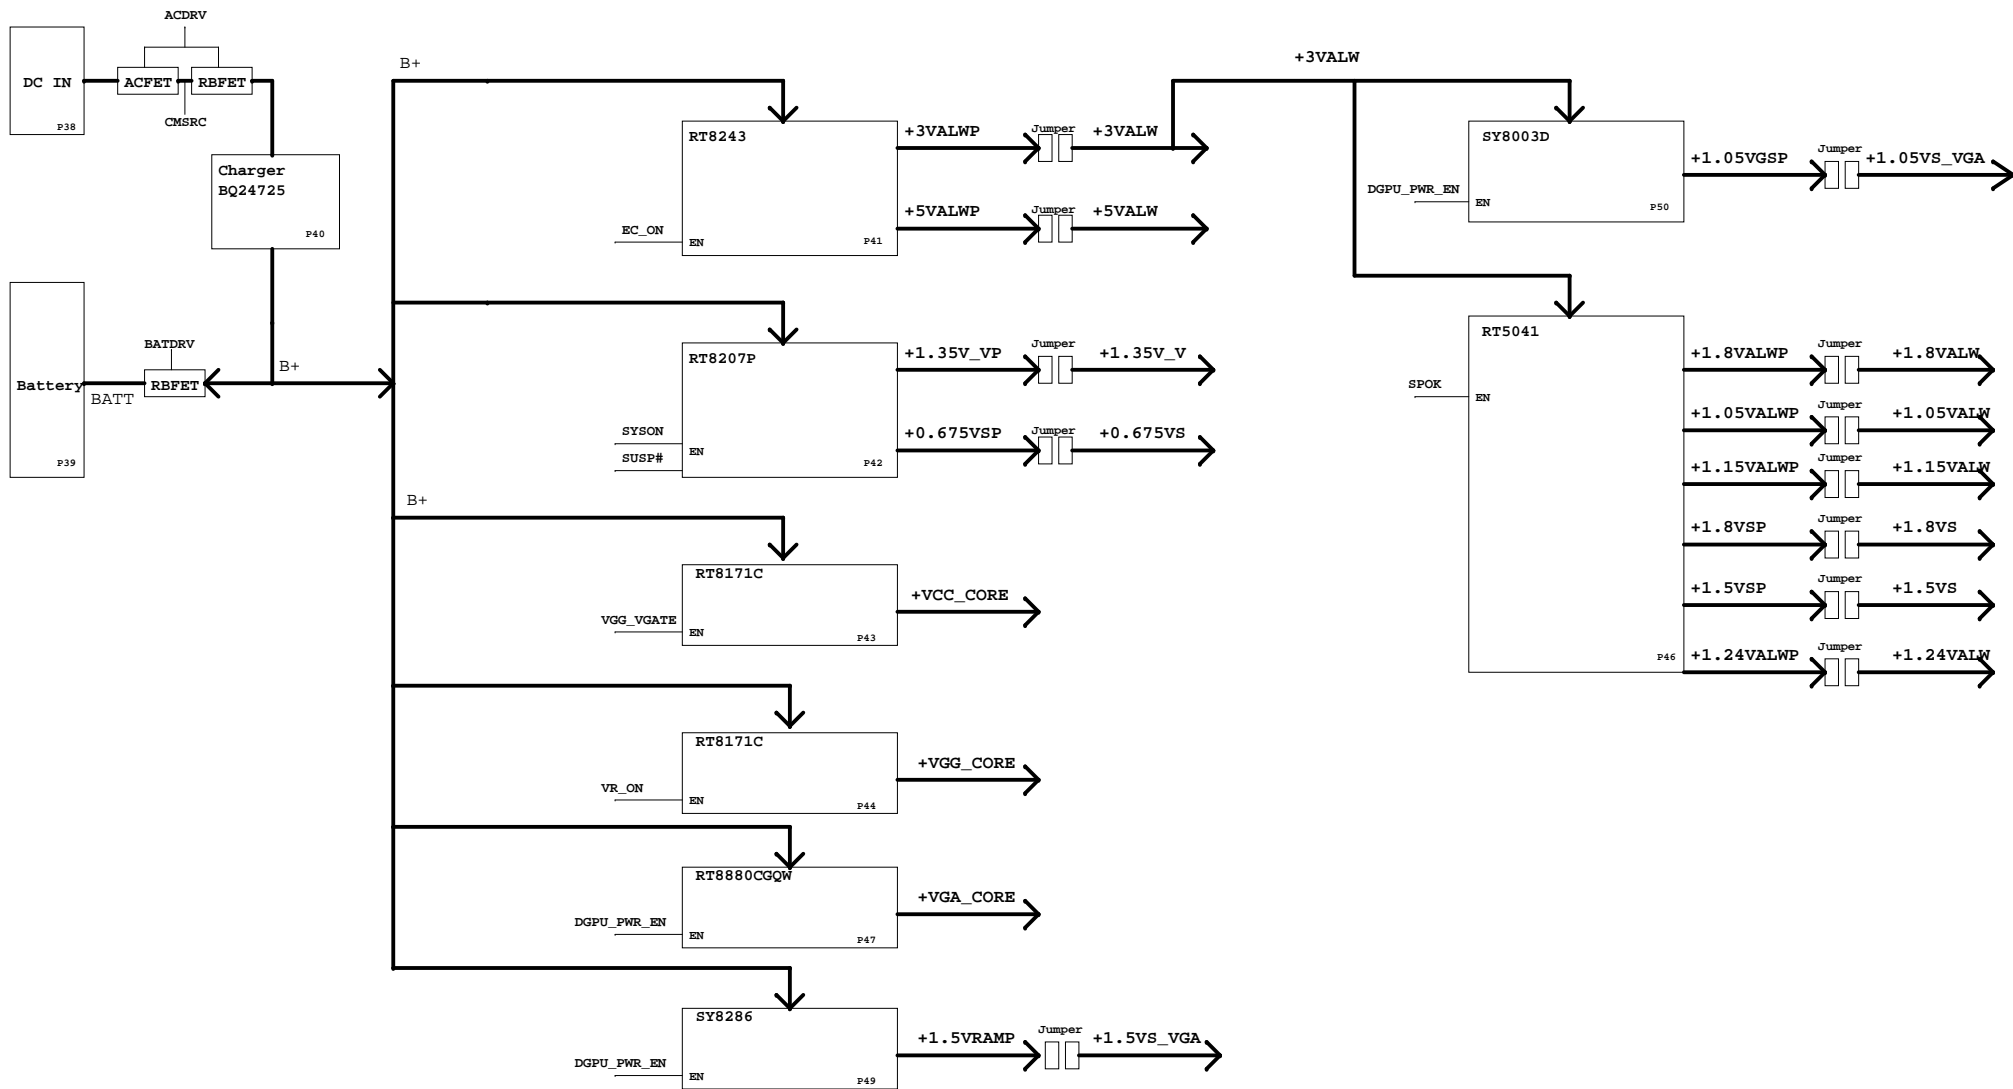 ACDRV
DC IN
ACFET
RBFET
CMSRC
P38
Charger
BQ24725
P40
BATDRV
Battery
BATT
RBFET
B+
P39
B+
RT8243
EC_ON
EN
P41
+3VALWP
Jumper
+3VALW
+5VALWP
Jumper
+5VALW
RT8207P
SYSON
EN
SUSP#
P42
+1.35V_VP
Jumper
+1.35V_V
+0.675VSP
Jumper
+0.675VS
B+
RT8171C
VGG_VGATE
EN
P43
+VCC_CORE
RT8171C
VR_ON
EN
P44
+VGG_CORE
RT8880CGQW
DGPU_PWR_EN
EN
P47
+VGA_CORE
SY8286
DGPU_PWR_EN
EN
P49
+1.5VRAMP
Jumper
+1.5VS_VGA
+3VALW
SY8003D
DGPU_PWR_EN
EN
P50
+1.05VGSP
Jumper
+1.05VS_VGA
RT5041
SPOK
EN
P46
+1.8VALWP
Jumper
+1.8VALW
+1.05VALWP
Jumper
+1.05VALW
+1.15VALWP
Jumper
+1.15VALW
+1.8VSP
Jumper
+1.8VS
+1.5VSP
Jumper
+1.5VS
+1.24VALWP
Jumper
+1.24VALW